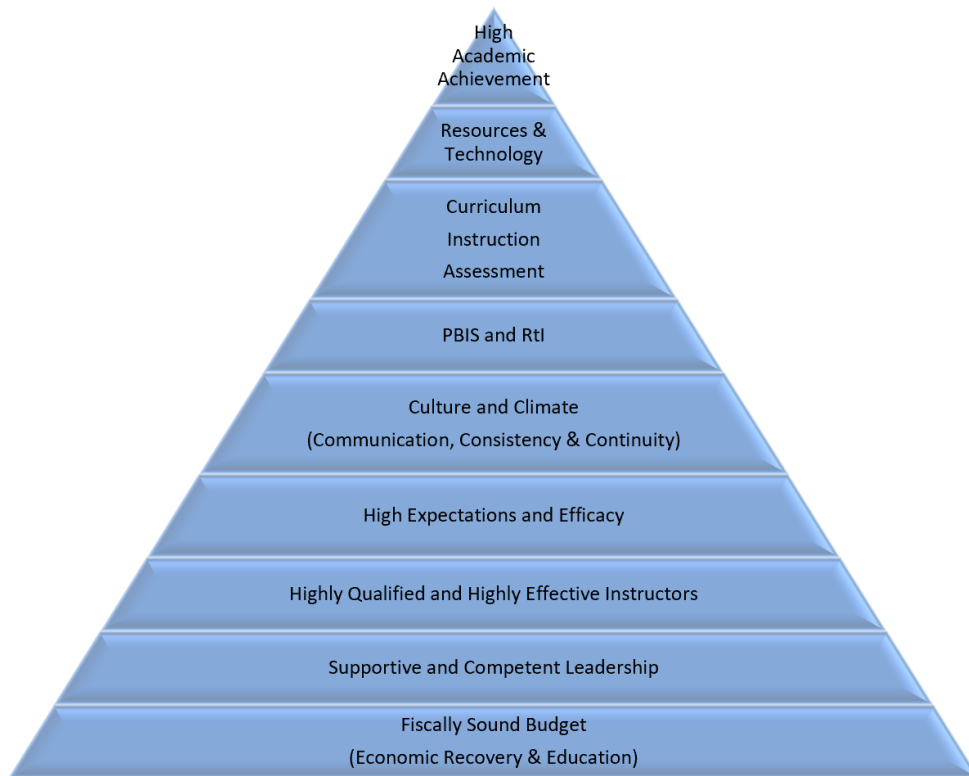 High
Academic
Achievement
Resources &
Technology
Curriculum
Instruction
Assessment
PBIS and RtI
Culture and Climate
(Communication, Consistency & Continuity)
High Expectations and Efficacy
Highly Qualified and Highly Effective Instructors
Supportive and Competent Leadership
Fiscally Sound Budget
(Economic Recovery & Education)